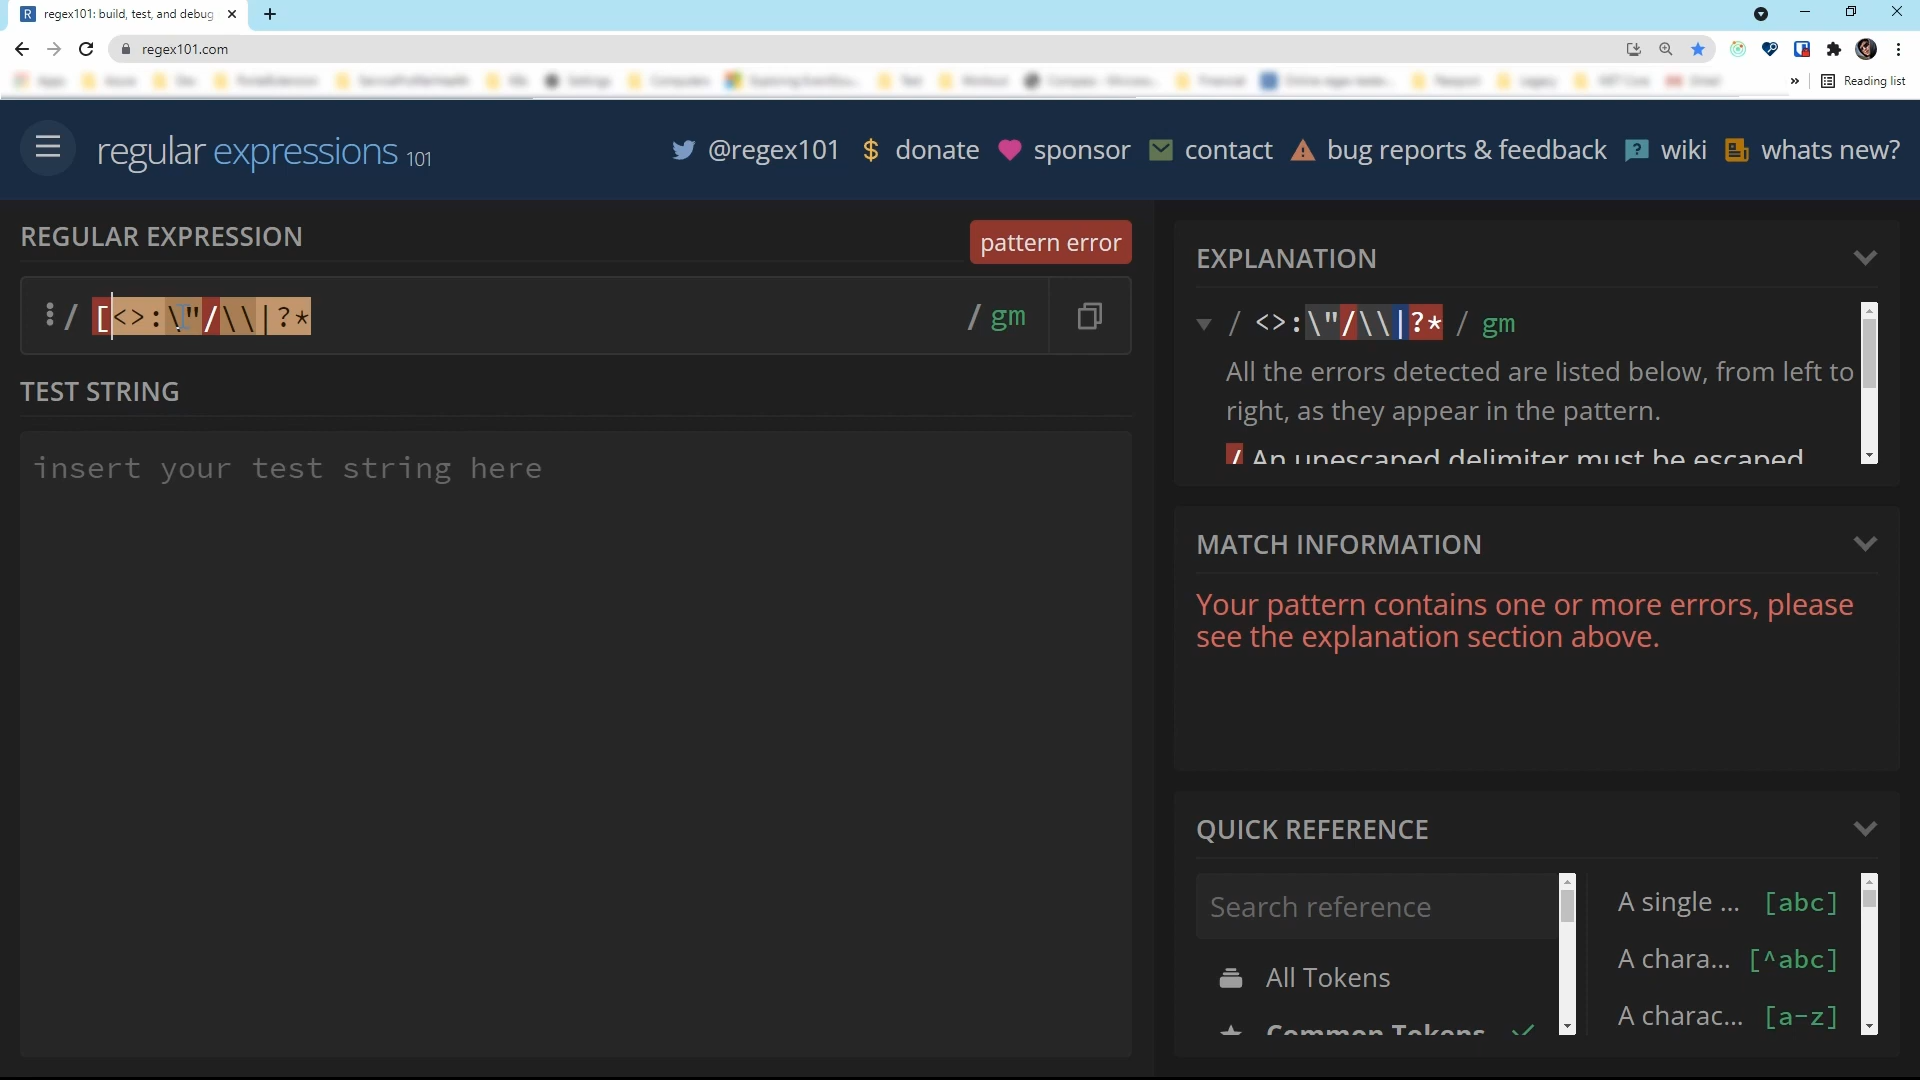 regex101: build, test, and debug
regex101.com
Reading list
regular expressions 101
@regex101
$ donate
sponsor
contact
bug reports & feedback
wiki
whats new?
REGULAR EXPRESSION
pattern error
/ [<>:\"/\\|?*
/ gm
TEST STRING
insert your test string here
EXPLANATION
/ <>:\"/\\|?* / gm
All the errors detected are listed below, from left to
right, as they appear in the pattern.
/ An unescaped delimiter must be escaped
MATCH INFORMATION
Your pattern contains one or more errors, please
see the explanation section above.
QUICK REFERENCE
Search reference
All Tokens
Common Tokens
A single ... [abc]
A chara... [^abc]
A charac... [a-z]